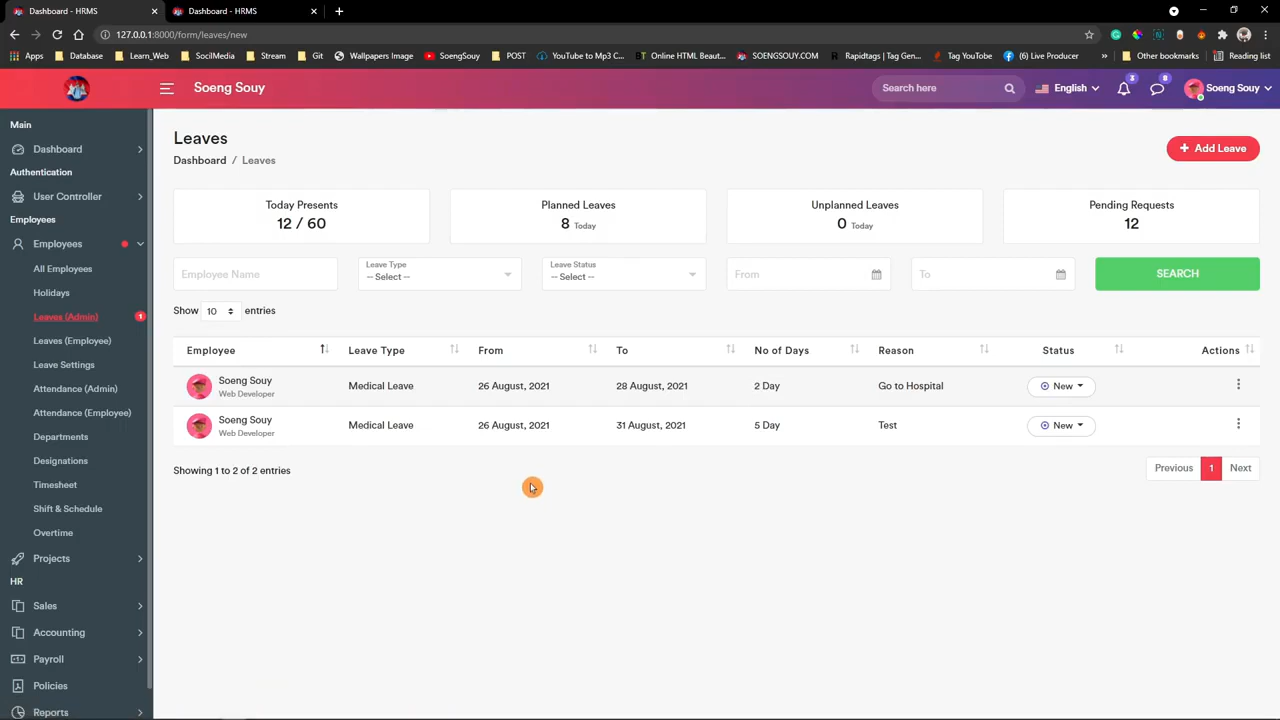 Dashboard - HRMS
Dashboard - HRMS
127.0.0.1:8000/form/leaves/new
Apps Database Learn_Web SocilMedia Stream Git Wallpapers Image SoengSouy POST YouTube to Mp3 C... Online HTML Beaut... SOENGSOUY.COM Rapidtags | Tag Gen... Tag YouTube (6) Live Producer » Other bookmarks Reading list
Soeng Souy
Search here
English
3
8
Soeng Souy
Main
Dashboard
Authentication
User Controller
Employees
Employees
All Employees
Holidays
Leaves (Admin) 1
Leaves (Employee)
Leave Settings
Attendance (Admin)
Attendance (Employee)
Departments
Designations
Timesheet
Shift & Schedule
Overtime
Projects
HR
Sales
Accounting
Payroll
Policies
Reports
Leaves
Dashboard / Leaves
+ Add Leave
Today Presents
12 / 60
Planned Leaves
8 Today
Unplanned Leaves
0 Today
Pending Requests
12
Employee Name
Leave Type
-- Select --
Leave Status
-- Select --
From
To
SEARCH
Show 10 entries
Employee Leave Type From To No of Days Reason Status Actions
Soeng Souy
Web Developer
Medical Leave 26 August, 2021 28 August, 2021 2 Day Go to Hospital New
Soeng Souy
Web Developer
Medical Leave 26 August, 2021 31 August, 2021 5 Day Test New
Showing 1 to 2 of 2 entries
Previous 1 Next